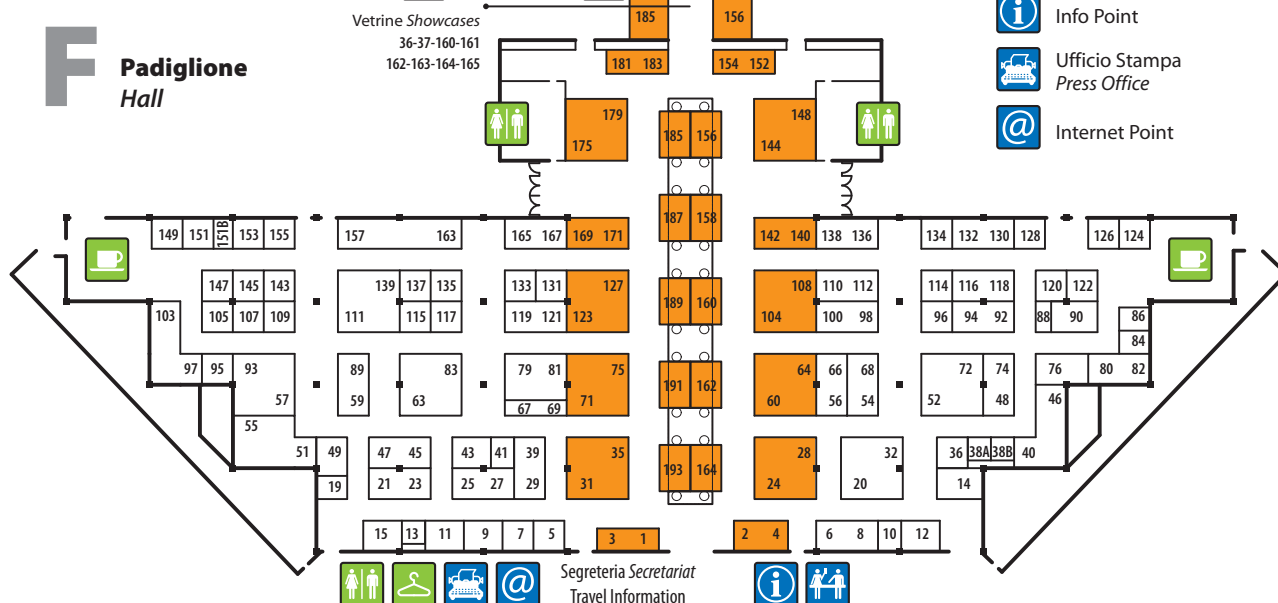 185 156
Vetrine Showcases
36-37-160-161
162-163-164-165
F Padiglione
Hall
Info Point
Ufficio Stampa
Press Office
Internet Point
181 183 154 152
179 148
175 144
185 156
187 158
149 151 151B 153 155 157 163 165 167 169 171 142 140 138 136 134 132 130 128 126 124
147 145 143 139 137 135 133 131 127 108 110 112 114 116 118 120 122
189 160
103 105 107 109 111 115 117 119 121 123 104 100 98 96 94 92 88 90 86
84
97 95 93 89 83 79 81 75 64 66 68 72 74 76 80 82
191 162
57 59 63 67 69 71 60 56 54 52 48 46
55
51 49 47 45 43 41 39 35 28 32 36 38A 38B 40
193 164
19 21 23 25 27 29 31 24 20 14
15 13 11 9 7 5 3 1 2 4 6 8 10 12
Segreteria Secretariat
Travel Information